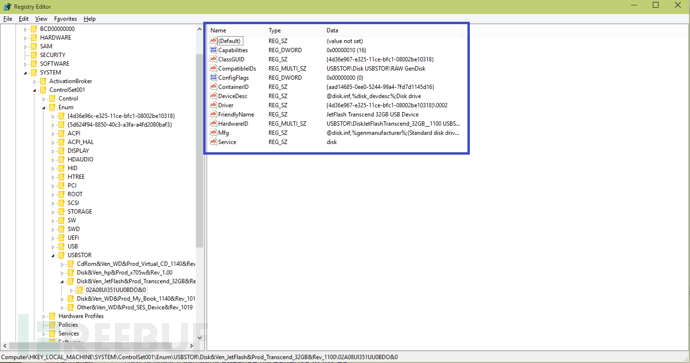 Registry Editor
File Edit View Favorites Help
BCD00000000
HARDWARE
SAM
SECURITY
SOFTWARE
SYSTEM
ActivationBroker
ControlSet001
Control
Enum
{4d36e96c-e325-11ce-bfc1-08002be10318}
{5d624f94-8850-40c3-a3fa-a4fd2080baf3}
ACPI
ACPI_HAL
DISPLAY
HDAUDIO
HID
HTREE
PCI
ROOT
SCSI
STORAGE
SW
SWD
UEFI
USB
USBSTOR
CdRom&Ven_WD&Prod_Virtual_CD_1140&Rev
Disk&Ven_hp&Prod_x705w&Rev_1.00
Disk&Ven_JetFlash&Prod_Transcend_32GB&Re
02A08UI351UU0BDO&0
Disk&Ven_WD&Prod_My_Book_1140&Rev_101
Other&Ven_WD&Prod_SES_Device&Rev_1019
Hardware Profiles
Policies
Services
Software
Name Type Data
(Default) REG_SZ (value not set)
Capabilities REG_DWORD 0x00000010 (16)
ClassGUID REG_SZ {4d36e967-e325-11ce-bfc1-08002be10318}
CompatibleIDs REG_MULTI_SZ USBSTOR\Disk USBSTOR\RAW GenDisk
ConfigFlags REG_DWORD 0x00000000 (0)
ContainerID REG_SZ {aad14685-0ee0-5244-99a4-7fd7d1145d16}
DeviceDesc REG_SZ @disk.inf,%disk_devdesc%;Disk drive
Driver REG_SZ {4d36e967-e325-11ce-bfc1-08002be10318}\0002
FriendlyName REG_SZ JetFlash Transcend 32GB USB Device
HardwareID REG_MULTI_SZ USBSTOR\DiskJetFlashTranscend_32GB__1100 USBS...
Mfg REG_SZ @disk.inf,%genmanufacturer%;(Standard disk driv...
Service REG_SZ disk
REEBUF
Computer\HKEY_LOCAL_MACHINE\SYSTEM\ControlSet001\Enum\USBSTOR\Disk&Ven_JetFlash&Prod_Transcend_32GB&Rev_1100\02A08UI351UU0BDO&0